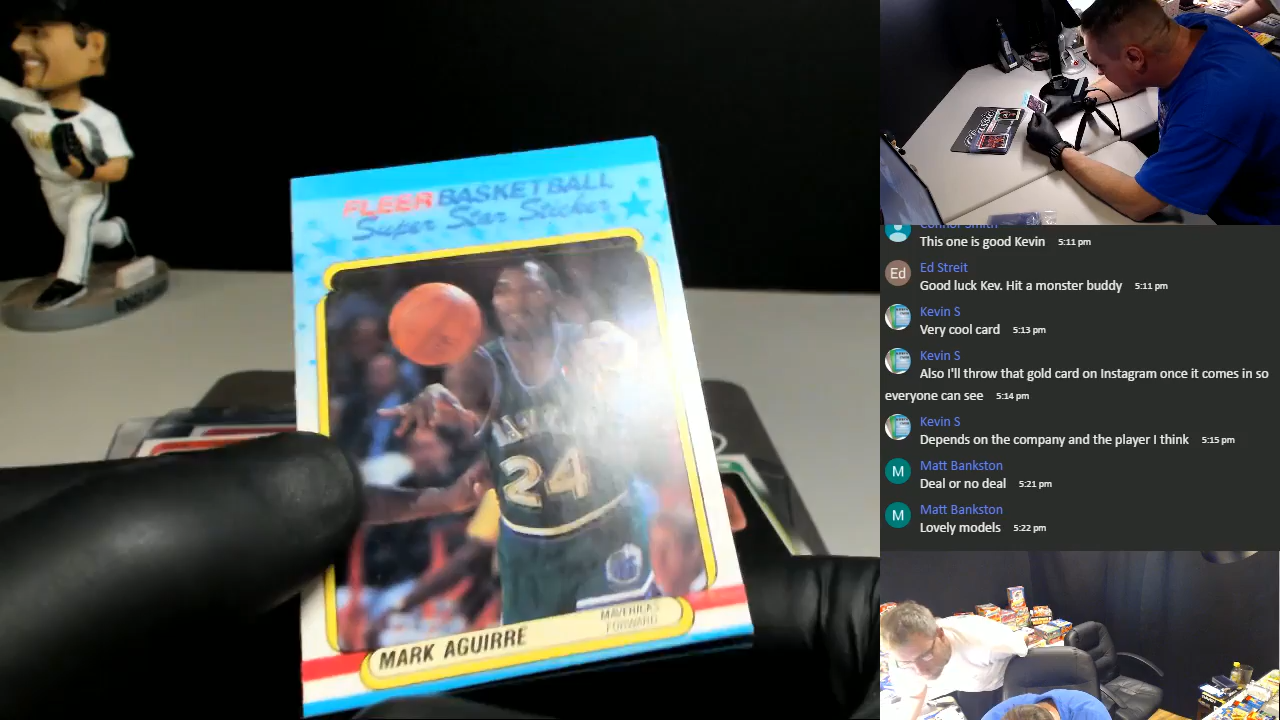 FLEER BASKETBALL
Super Star Sticker
24
MAVERICKS
FORWARD
MARK AGUIRRE
Connor Smith
This one is good Kevin 5:11 pm
Ed
Ed Streit
Good luck Kev. Hit a monster buddy 5:11 pm
Kevin S
Very cool card 5:13 pm
Kevin S
Also I'll throw that gold card on Instagram once it comes in so
everyone can see 5:14 pm
Kevin S
Depends on the company and the player I think 5:15 pm
M
Matt Bankston
Deal or no deal 5:21 pm
M
Matt Bankston
Lovely models 5:22 pm